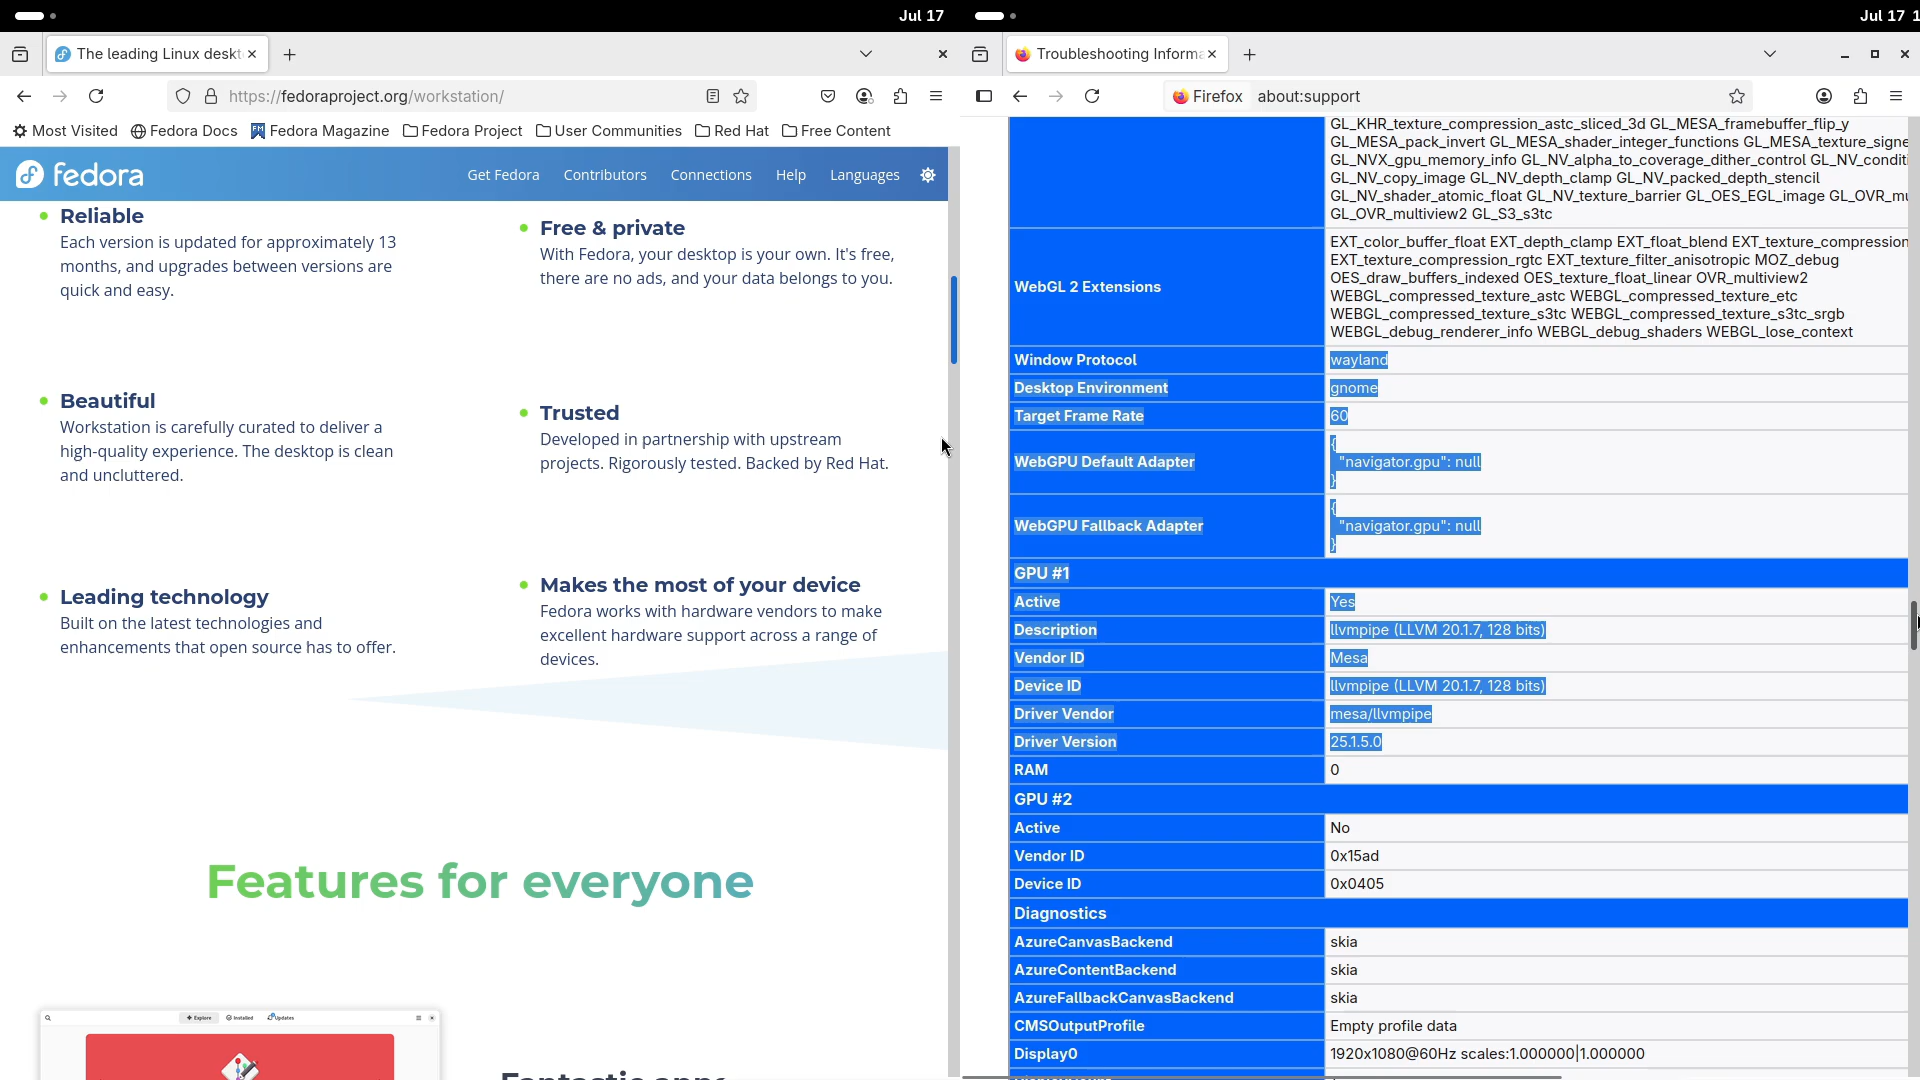 Jul 17
The leading Linux deskt
https://fedoraproject.org/workstation/
Most Visited Fedora Docs Fedora Magazine Fedora Project User Communities Red Hat Free Content
fedora Get Fedora Contributors Connections Help Languages
Reliable
Each version is updated for approximately 13
months, and upgrades between versions are
quick and easy.
Free & private
With Fedora, your desktop is your own. It's free,
there are no ads, and your data belongs to you.
Beautiful
Workstation is carefully curated to deliver a
high-quality experience. The desktop is clean
and uncluttered.
Trusted
Developed in partnership with upstream
projects. Rigorously tested. Backed by Red Hat.
Leading technology
Built on the latest technologies and
enhancements that open source has to offer.
Makes the most of your device
Fedora works with hardware vendors to make
excellent hardware support across a range of
devices.
Features for everyone
Explore Installed Updates
Fantastic apps
Jul 17 1
Troubleshooting Informa
Firefox about:support
GL_KHR_texture_compression_astc_sliced_3d GL_MESA_framebuffer_flip_y
GL_MESA_pack_invert GL_MESA_shader_integer_functions GL_MESA_texture_signe
GL_NVX_gpu_memory_info GL_NV_alpha_to_coverage_dither_control GL_NV_conditi
GL_NV_copy_image GL_NV_depth_clamp GL_NV_packed_depth_stencil
GL_NV_shader_atomic_float GL_NV_texture_barrier GL_OES_EGL_image GL_OVR_mu
GL_OVR_multiview2 GL_S3_s3tc
WebGL 2 Extensions
EXT_color_buffer_float EXT_depth_clamp EXT_float_blend EXT_texture_compression
EXT_texture_compression_rgtc EXT_texture_filter_anisotropic MOZ_debug
OES_draw_buffers_indexed OES_texture_float_linear OVR_multiview2
WEBGL_compressed_texture_astc WEBGL_compressed_texture_etc
WEBGL_compressed_texture_s3tc WEBGL_compressed_texture_s3tc_srgb
WEBGL_debug_renderer_info WEBGL_debug_shaders WEBGL_lose_context
Window Protocol wayland
Desktop Environment gnome
Target Frame Rate 60
WebGPU Default Adapter
{
"navigator.gpu": null
}
WebGPU Fallback Adapter
{
"navigator.gpu": null
}
GPU #1
Active Yes
Description llvmpipe (LLVM 20.1.7, 128 bits)
Vendor ID Mesa
Device ID llvmpipe (LLVM 20.1.7, 128 bits)
Driver Vendor mesa/llvmpipe
Driver Version 25.1.5.0
RAM 0
GPU #2
Active No
Vendor ID 0x15ad
Device ID 0x0405
Diagnostics
AzureCanvasBackend skia
AzureContentBackend skia
AzureFallbackCanvasBackend skia
CMSOutputProfile Empty profile data
Display0 1920x1080@60Hz scales:1.000000|1.000000